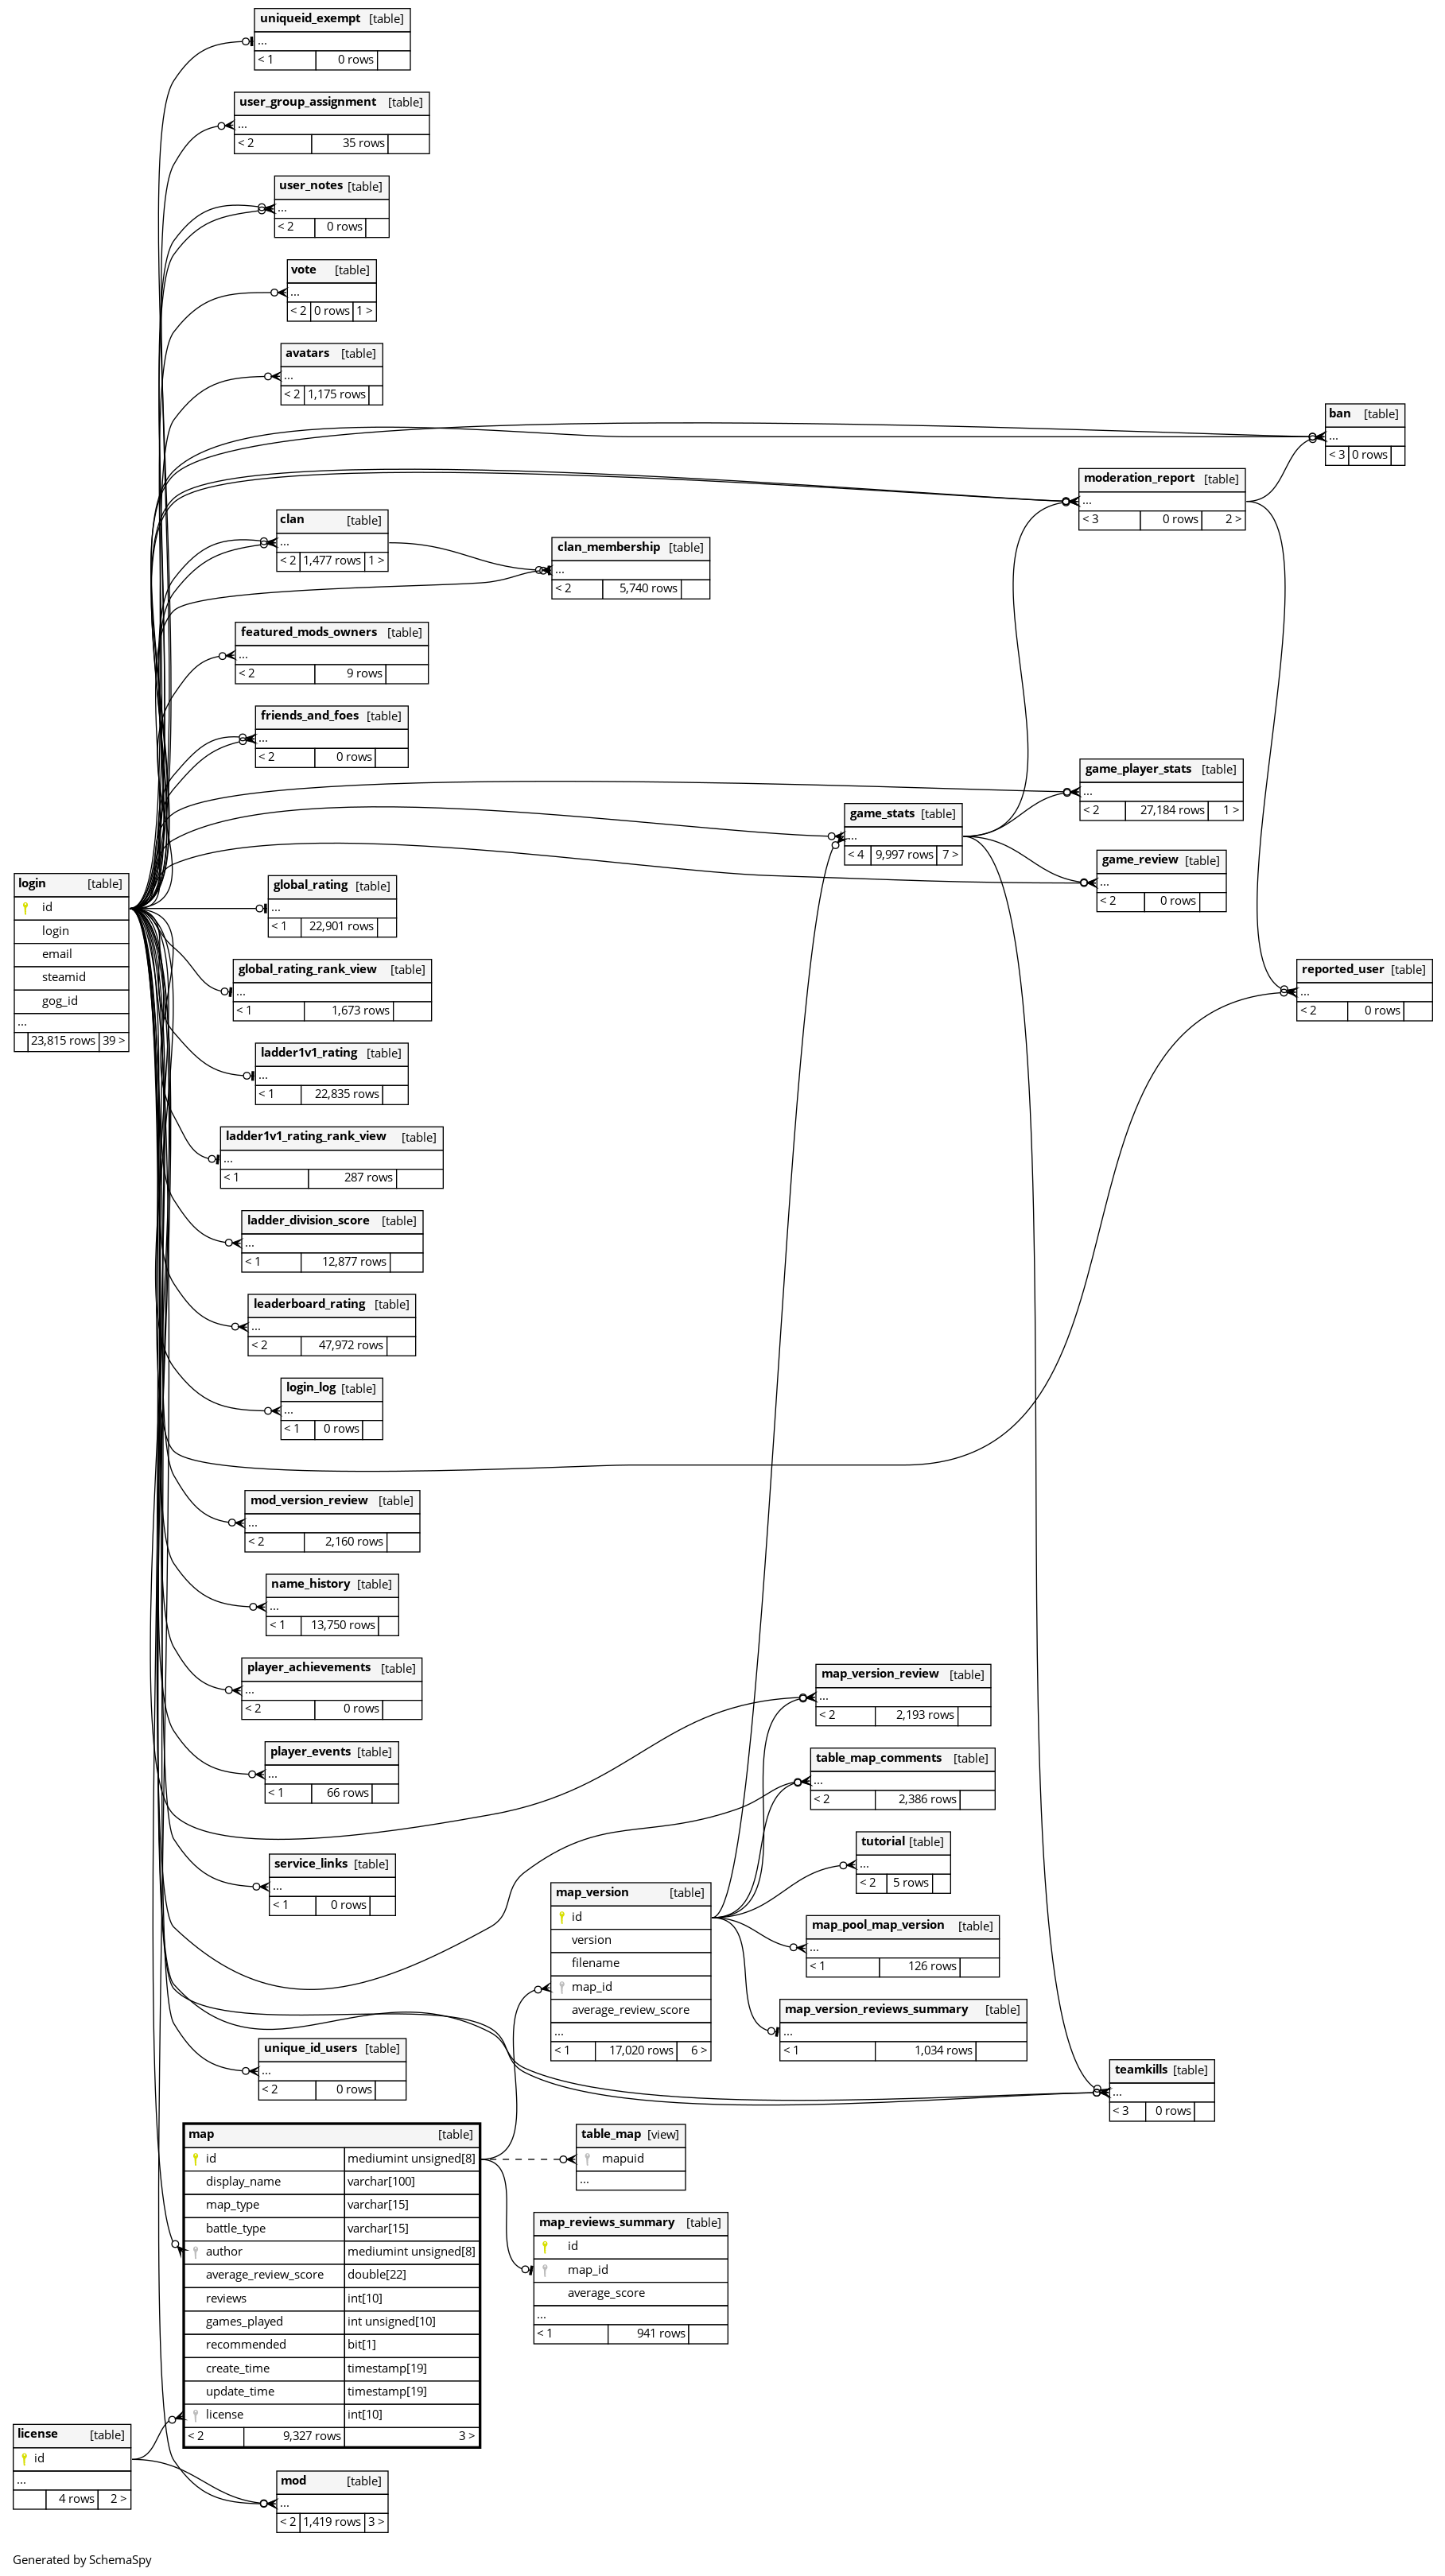 uniqueid_exempt [table]
...
< 1 0 rows
user_group_assignment [table]
...
< 2 35 rows
user_notes [table]
...
< 2 0 rows
vote [table]
...
< 2 0 rows 1 >
avatars [table]
...
< 2 1,175 rows
ban [table]
...
< 3 0 rows
moderation_report [table]
...
< 3 0 rows 2 >
clan [table]
...
< 2 1,477 rows 1 >
clan_membership [table]
...
< 2 5,740 rows
featured_mods_owners [table]
...
< 2 9 rows
friends_and_foes [table]
...
< 2 0 rows
game_player_stats [table]
...
< 2 27,184 rows 1 >
game_stats [table]
...
< 4 9,997 rows 7 >
game_review [table]
...
< 2 0 rows
login [table]
id
login
email
steamid
gog_id
...
23,815 rows 39 >
global_rating [table]
...
< 1 22,901 rows
global_rating_rank_view [table]
...
< 1 1,673 rows
reported_user [table]
...
< 2 0 rows
ladder1v1_rating [table]
...
< 1 22,835 rows
ladder1v1_rating_rank_view [table]
...
< 1 287 rows
ladder_division_score [table]
...
< 1 12,877 rows
leaderboard_rating [table]
...
< 2 47,972 rows
login_log [table]
...
< 1 0 rows
mod_version_review [table]
...
< 2 2,160 rows
name_history [table]
...
< 1 13,750 rows
player_achievements [table]
...
< 2 0 rows
map_version_review [table]
...
< 2 2,193 rows
player_events [table]
...
< 1 66 rows
table_map_comments [table]
...
< 2 2,386 rows
tutorial [table]
...
< 2 5 rows
service_links [table]
...
< 1 0 rows
map_version [table]
id
version
filename
map_id
average_review_score
...
< 1 17,020 rows 6 >
map_pool_map_version [table]
...
< 1 126 rows
map_version_reviews_summary [table]
...
< 1 1,034 rows
unique_id_users [table]
...
< 2 0 rows
teamkills [table]
...
< 3 0 rows
map [table]
id mediumint unsigned[8]
display_name varchar[100]
map_type varchar[15]
battle_type varchar[15]
author mediumint unsigned[8]
average_review_score double[22]
reviews int[10]
games_played int unsigned[10]
recommended bit[1]
create_time timestamp[19]
update_time timestamp[19]
license int[10]
< 2 9,327 rows 3 >
table_map [view]
mapuid
...
map_reviews_summary [table]
id
map_id
average_score
...
< 1 941 rows
license [table]
id
...
4 rows 2 >
mod [table]
...
< 2 1,419 rows 3 >
Generated by SchemaSpy